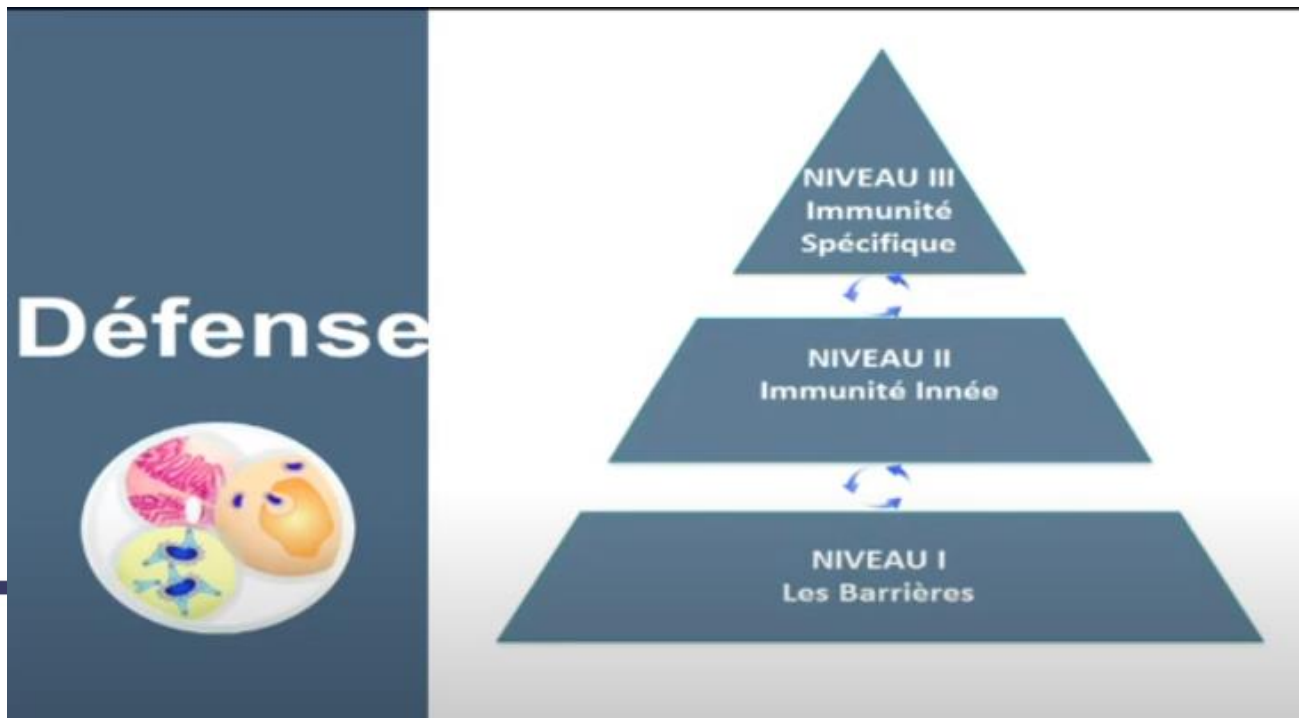 Défense
NIVEAU III
Immunité
Spécifique
NIVEAU II
Immunité Innée
NIVEAU I
Les Barrières